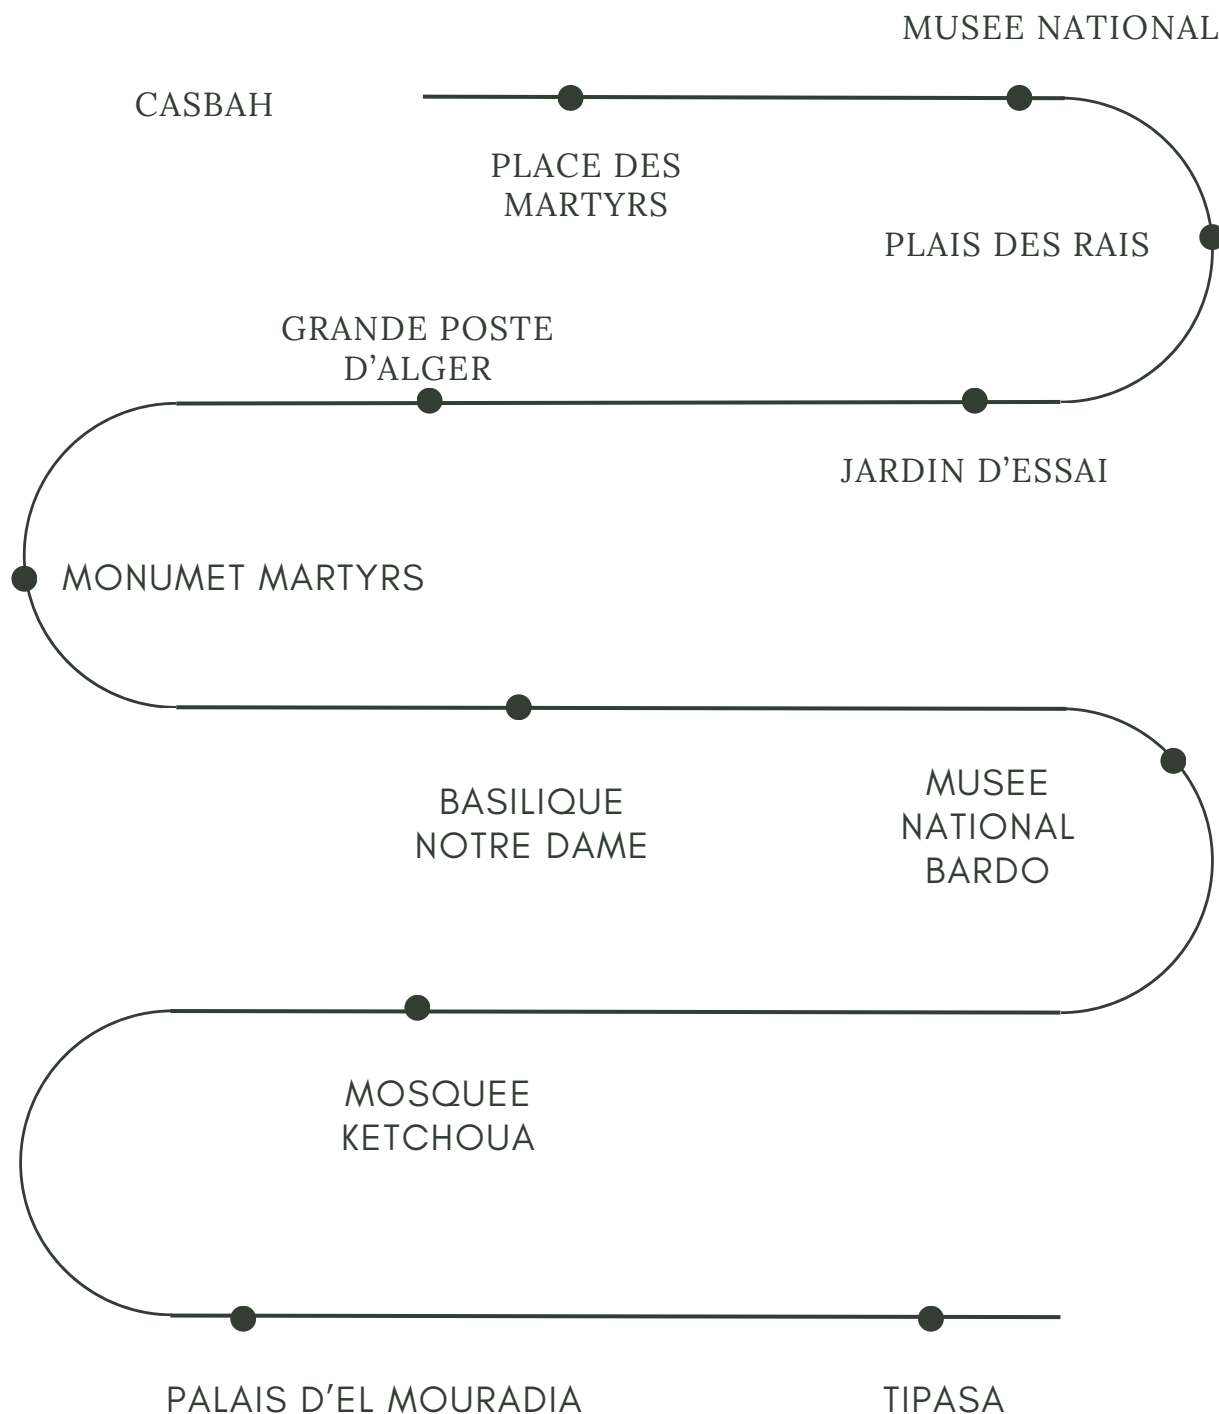 MUSEE NATIONAL
CASBAH
PLACE DES
MARTYRS
PLAIS DES RAIS
GRANDE POSTE
D’ALGER
JARDIN D’ESSAI
MONUMET MARTYRS
BASILIQUE
NOTRE DAME
MUSEE
NATIONAL
BARDO
MOSQUEE
KETCHOUA
PALAIS D’EL MOURADIA
TIPASA